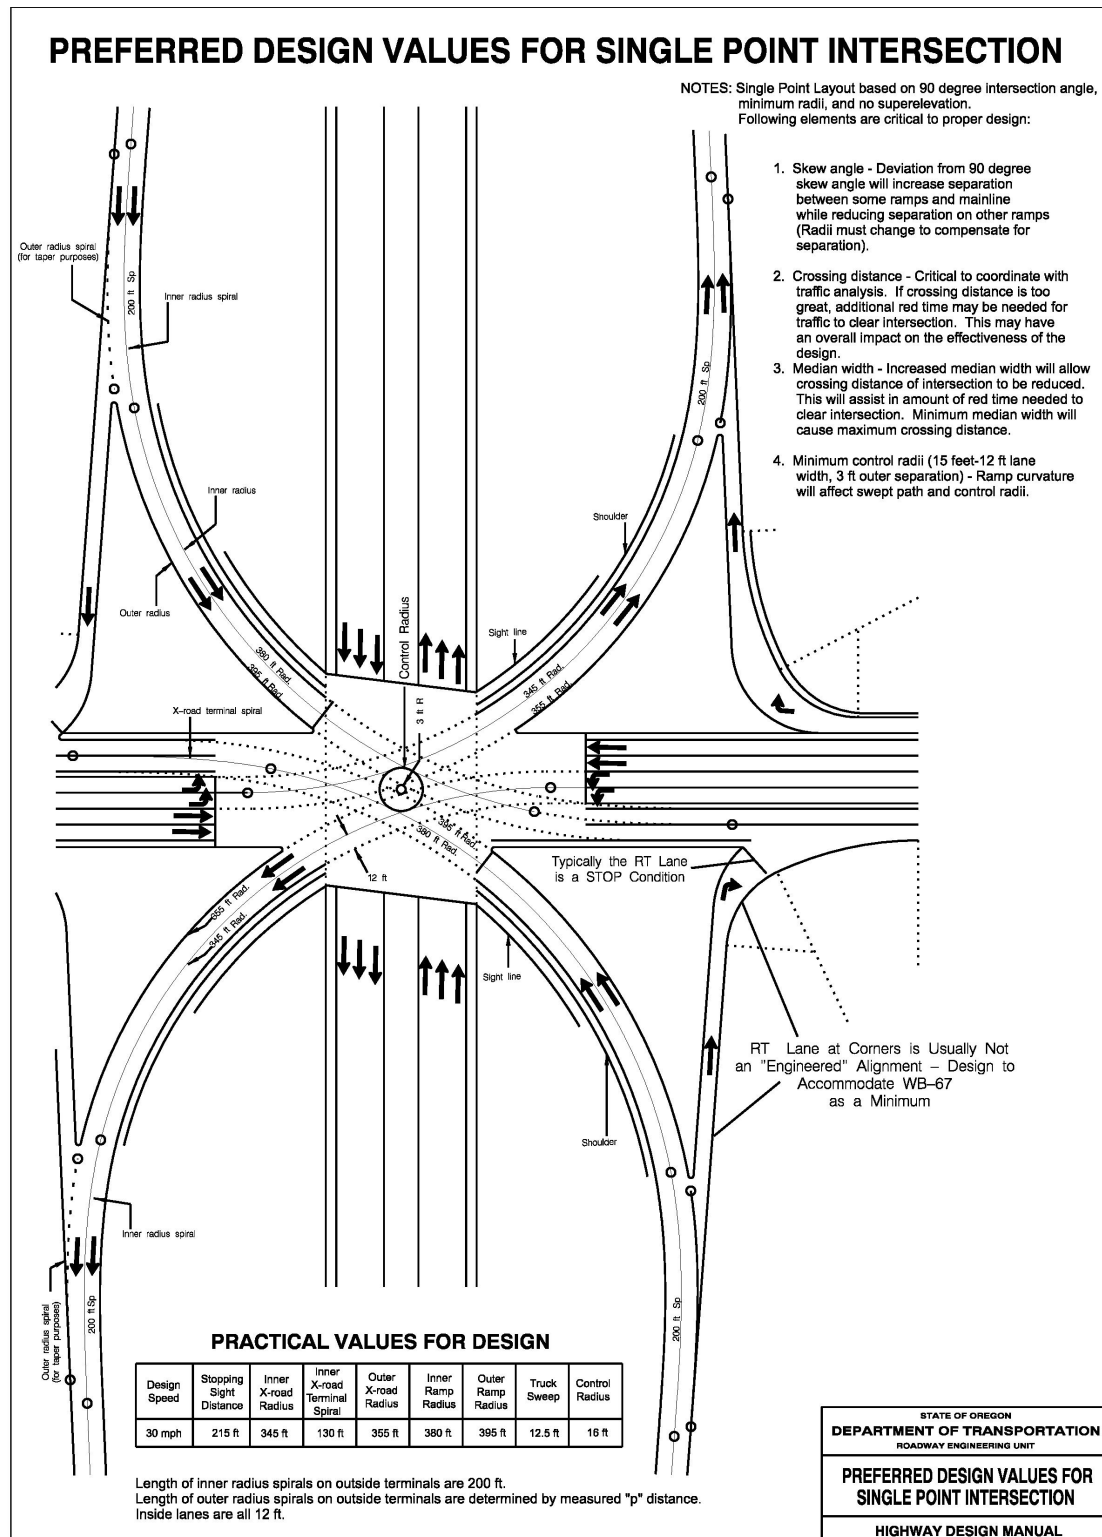 PREFERRED DESIGN VALUES FOR SINGLE POINT INTERSECTION
NOTES: Single Point Layout based on 90 degree intersection angle,
minimum radii, and no superelevation.
Following elements are critical to proper design:
1. Skew angle - Deviation from 90 degree
skew angle will increase separation
between some ramps and mainline
while reducing separation on other ramps
(Radii must change to compensate for
separation).
2. Crossing distance - Critical to coordinate with
traffic analysis. If crossing distance is too
great, additional red time may be needed for
traffic to clear intersection. This may have
an overall impact on the effectiveness of the
design.
3. Median width - Increased median width will allow
crossing distance of intersection to be reduced.
This will assist in amount of red time needed to
clear intersection. Minimum median width will
cause maximum crossing distance.
4. Minimum control radii (15 feet-12 ft lane
width, 3 ft outer separation) - Ramp curvature
will affect swept path and control radii.
Outer radius spiral
(for taper purposes)
200 ft Sp
Inner radius spiral
200 ft Sp
Inner radius
Outer radius
Shoulder
Sight line
Control Radius
3 ft R
380 ft Rad.
395 ft Rad.
345 ft Rad.
355 ft Rad.
X-road terminal spiral
395 ft Rad.
380 ft Rad.
12 ft
Typically the RT Lane
is a STOP Condition
655 ft Rad.
345 ft Rad.
Sight line
RT Lane at Corners is Usually Not
an "Engineered" Alignment – Design to
Accommodate WB-67
as a Minimum
Shoulder
Inner radius spiral
Outer radius spiral
(for taper purposes)
200 ft Sp
200 ft Sp
PRACTICAL VALUES FOR DESIGN
Design Speed
Stopping Sight Distance
Inner X-road Radius
Inner X-road Terminal Spiral
Outer X-road Radius
Inner Ramp Radius
Outer Ramp Radius
Truck Sweep
Control Radius
30 mph
215 ft
345 ft
130 ft
355 ft
380 ft
395 ft
12.5 ft
16 ft
Length of inner radius spirals on outside terminals are 200 ft.
Length of outer radius spirals on outside terminals are determined by measured "p" distance.
Inside lanes are all 12 ft.
STATE OF OREGON
DEPARTMENT OF TRANSPORTATION
ROADWAY ENGINEERING UNIT
PREFERRED DESIGN VALUES FOR
SINGLE POINT INTERSECTION
HIGHWAY DESIGN MANUAL